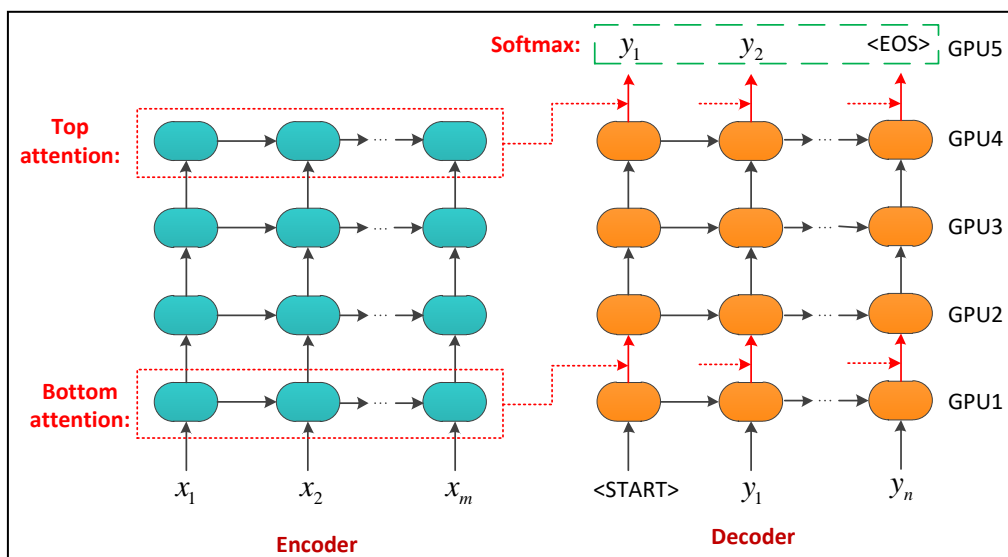 Softmax: y1 y2 <EOS> GPU5
Top
attention:
GPU4
...
...
GPU3
...
...
GPU2
...
...
Bottom
attention:
GPU1
...
...
x1 x2 xm <START> y1 yn
Encoder Decoder